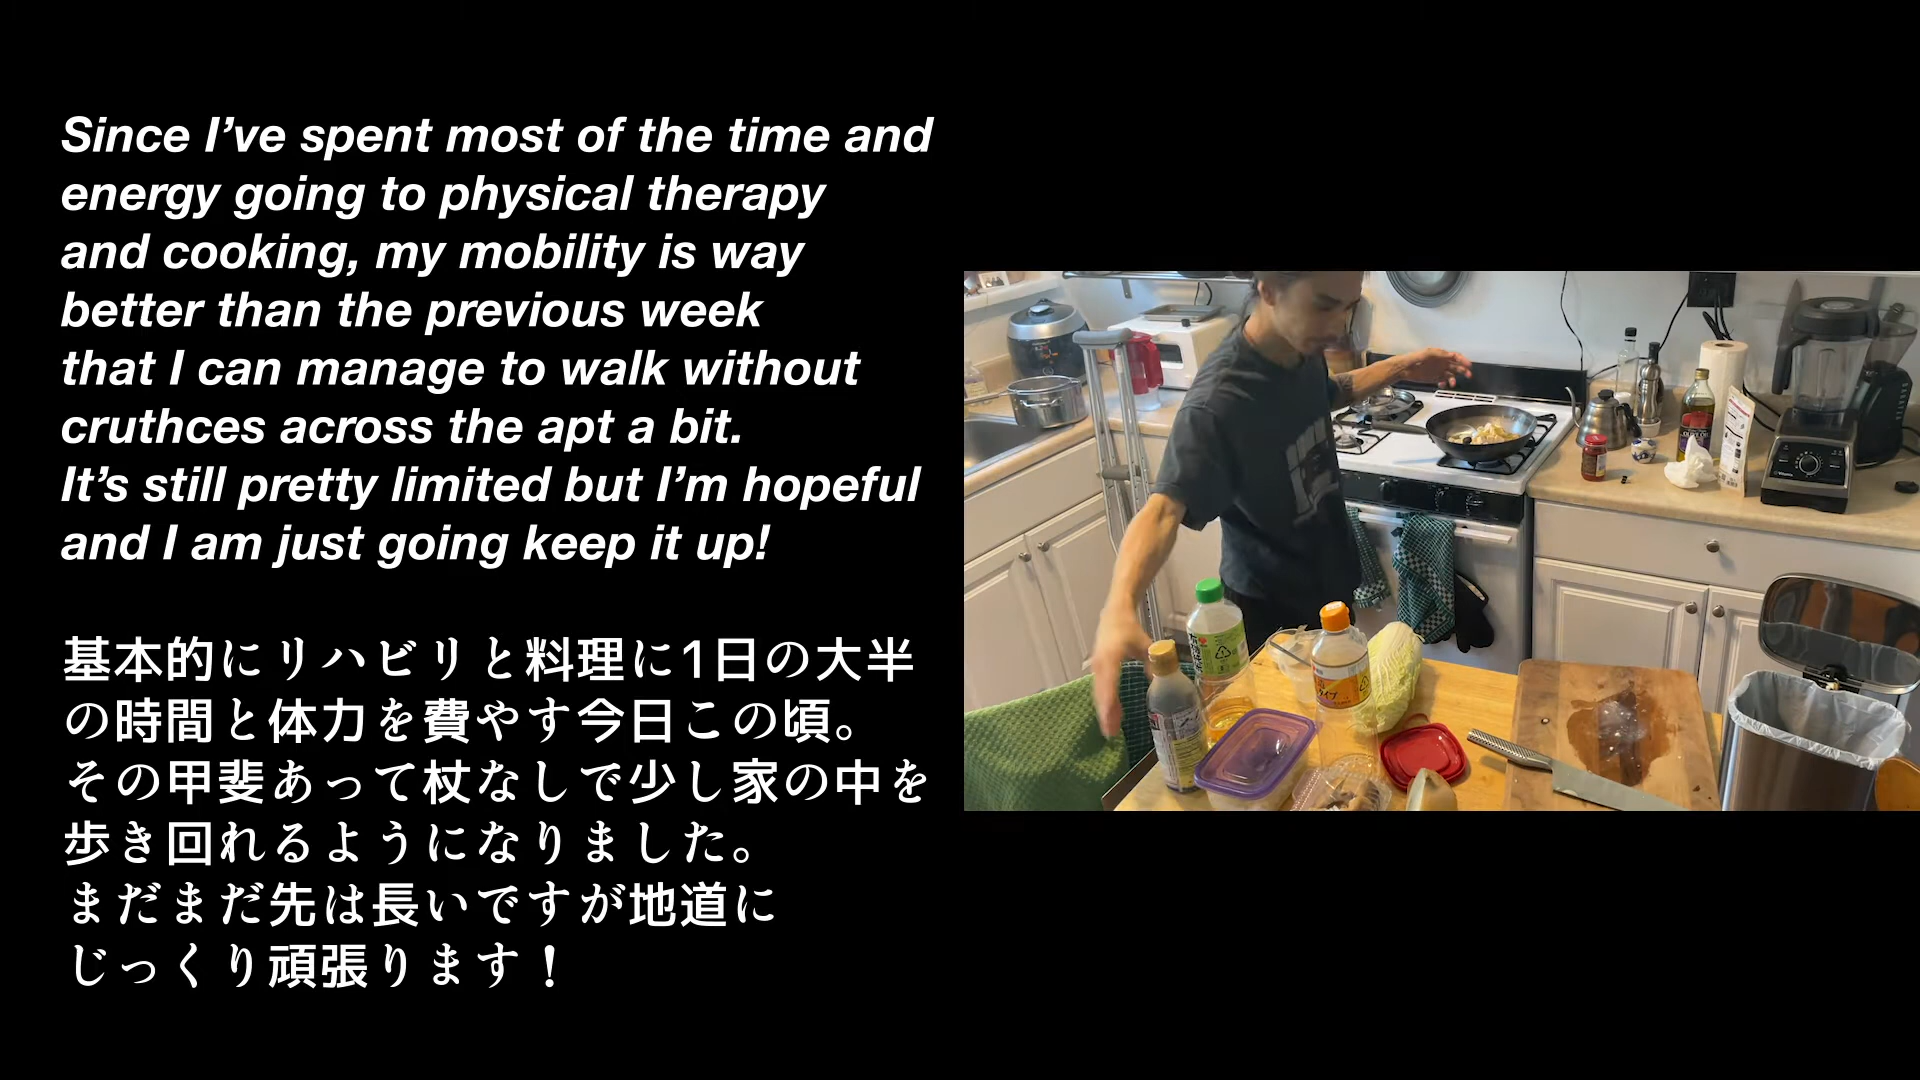 Since I’ve spent most of the time and
energy going to physical therapy
and cooking, my mobility is way
better than the previous week
that I can manage to walk without
cruthces across the apt a bit.
It’s still pretty limited but I’m hopeful
and I am just going keep it up!
基本的にリハビリと料理に1日の大半
の時間と体力を費やす今日この頃。
その甲斐あって杖なしで少し家の中を
歩き回れるようになりました。
まだまだ先は長いですが地道に
じっくり頑張ります！